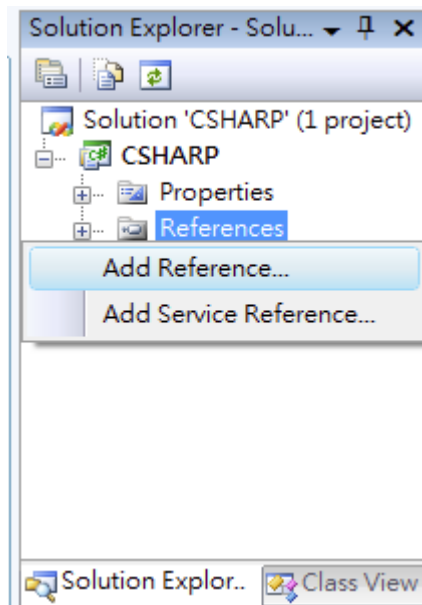 Solution Explorer - Solu...
Solution 'CSHARP' (1 project)
CSHARP
Properties
References
Add Reference...
Add Service Reference...
Solution Explor.. Class View